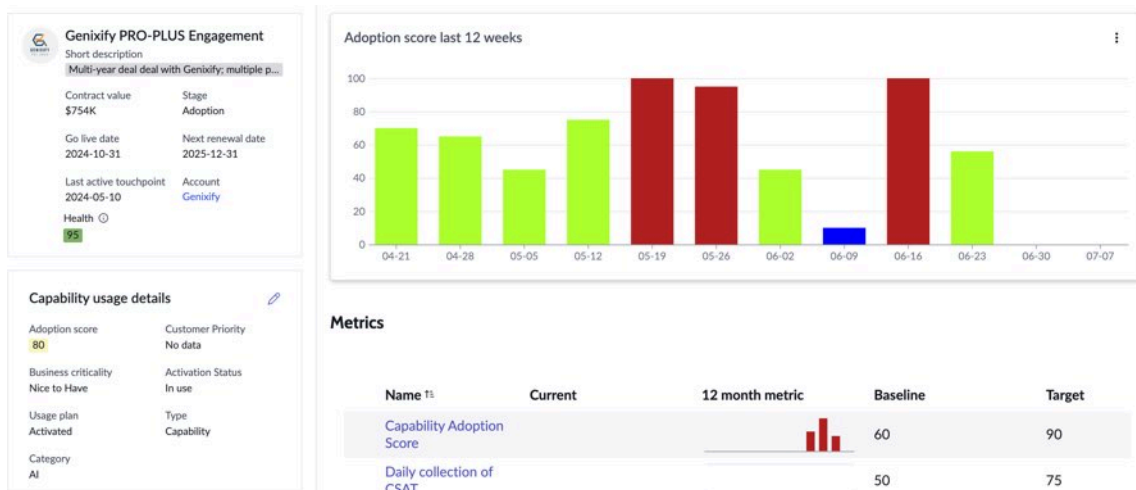 Genixify PRO-PLUS Engagement
Short description
Multi-year deal deal with Genixify; multiple p...
Contract value
$754K
Stage
Adoption
Go live date
2024-10-31
Next renewal date
2025-12-31
Last active touchpoint
2024-05-10
Account
Genixify
Health
95
Capability usage details
Adoption score
80
Customer Priority
No data
Business criticality
Nice to Have
Activation Status
In use
Usage plan
Activated
Type
Capability
Category
AI
Adoption score last 12 weeks
100
80
60
40
20
0
04-21 04-28 05-05 05-12 05-19 05-26 06-02 06-09 06-16 06-23 06-30 07-07
Metrics
Name Current 12 month metric Baseline Target
Capability Adoption
Score
60 90
Daily collection of
CSAT
50 75